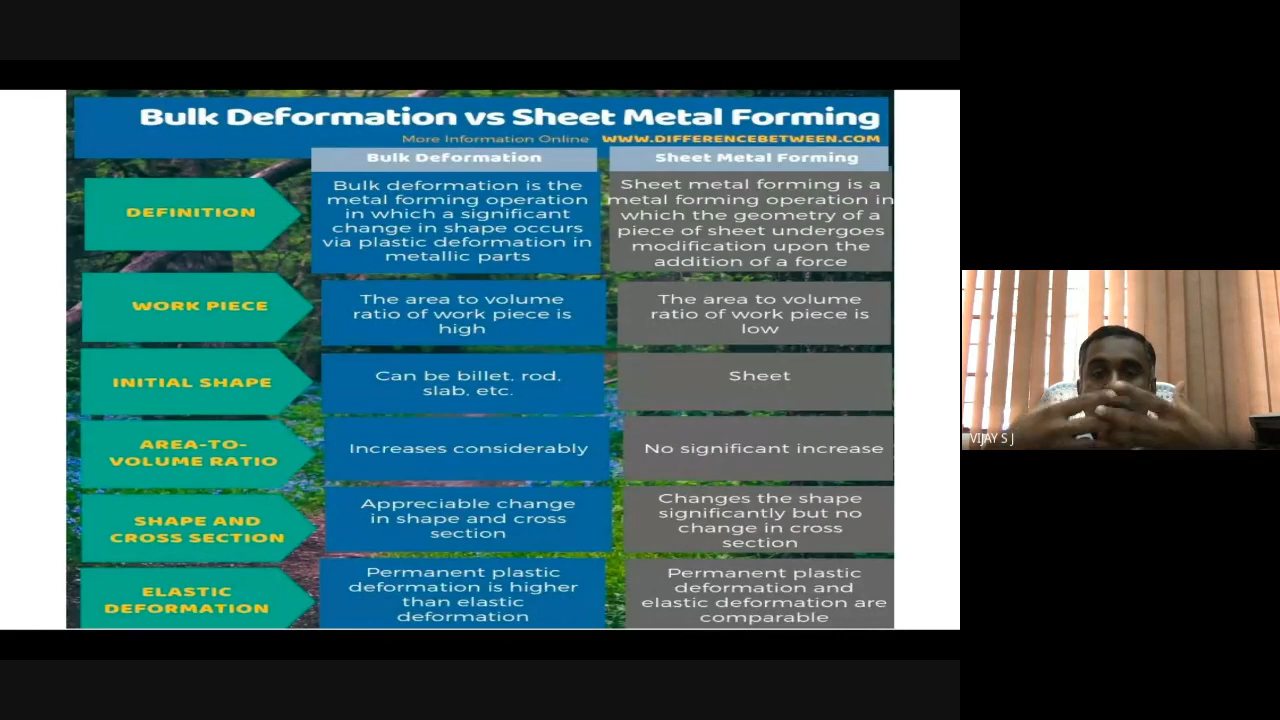 Bulk Deformation vs Sheet Metal Forming
More Information Online WWW.DIFFERENCEBETWEEN.COM
Bulk Deformation
Sheet Metal Forming
DEFINITION
Bulk deformation is the
metal forming operation
in which a significant
change in shape occurs
via plastic deformation in
metallic parts
Sheet metal forming is a
metal forming operation in
which the geometry of a
piece of sheet undergoes
modification upon the
addition of a force
WORK PIECE
The area to volume
ratio of work piece is
high
The area to volume
ratio of work piece is
low
INITIAL SHAPE
Can be billet, rod,
slab, etc.
Sheet
AREA-TO-
VOLUME RATIO
Increases considerably
No significant increase
SHAPE AND
CROSS SECTION
Appreciable change
in shape and cross
section
Changes the shape
significantly but no
change in cross
section
ELASTIC
DEFORMATION
Permanent plastic
deformation is higher
than elastic
deformation
Permanent plastic
deformation and
elastic deformation are
comparable
VIJAY S J